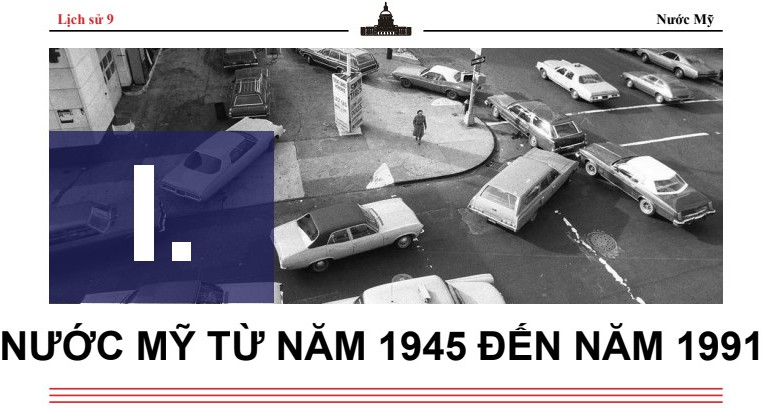 Lịch sử 9
Nước Mỹ
I.
NƯỚC MỸ TỪ NĂM 1945 ĐẾN NĂM 1991